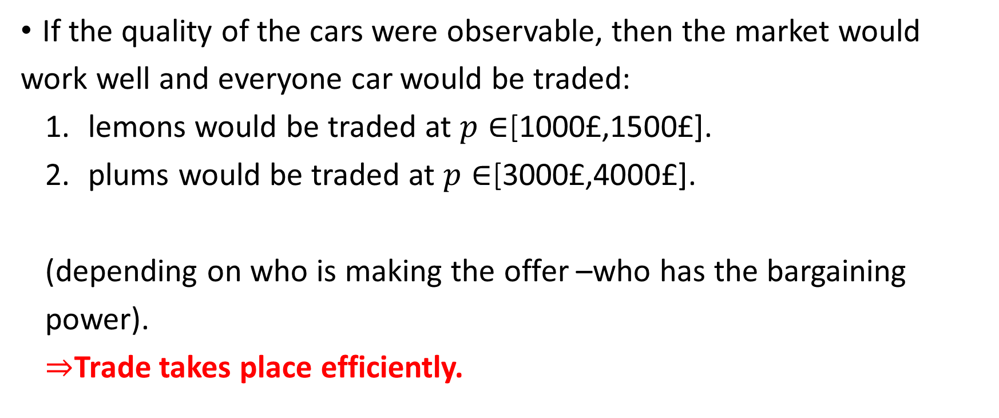 • If the quality of the cars were observable, then the market would
work well and everyone car would be traded:
1. lemons would be traded at 𝑝 ∈[1000£,1500£].
2. plums would be traded at 𝑝 ∈[3000£,4000£].
(depending on who is making the offer –who has the bargaining
power).
⇒Trade takes place efficiently.